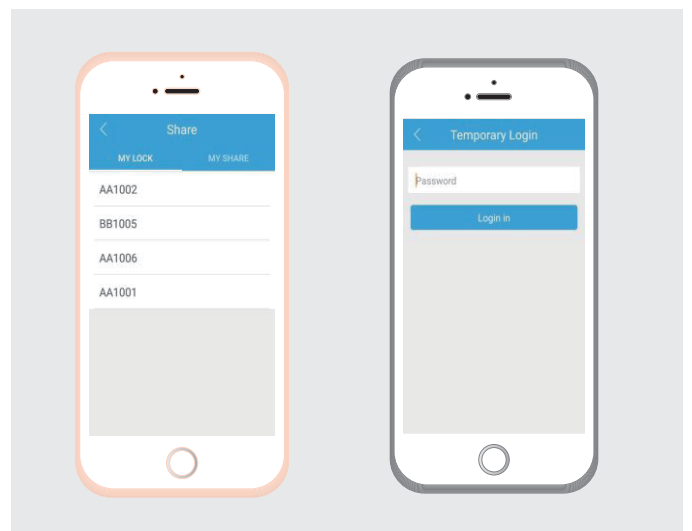 Share
MY LOCK MY SHARE
AA1002
BB1005
AA1006
AA1001
Temporary Login
Password
Login in